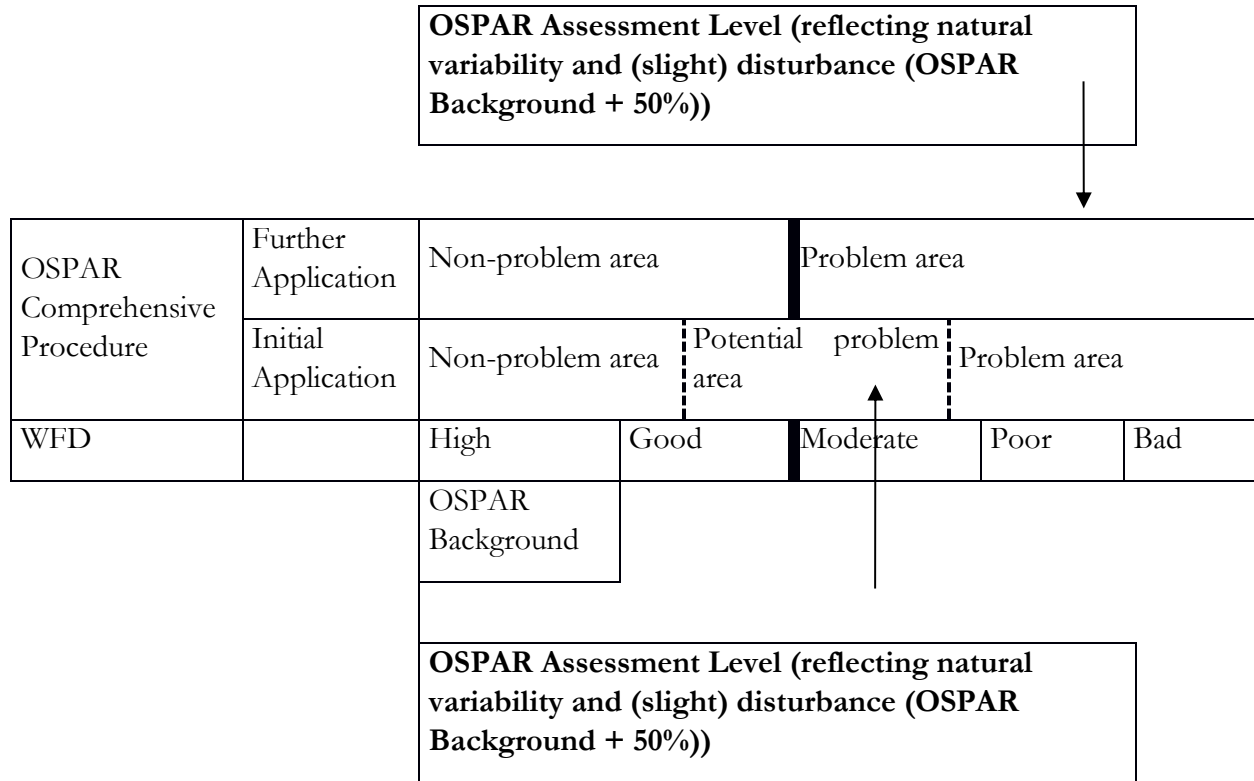 OSPAR Assessment Level (reflecting natural
variability and (slight) disturbance (OSPAR
Background + 50%))
OSPAR
Comprehensive
Procedure
Further
Application
Non-problem area
Problem area
Initial
Application
Non-problem area
Potential problem
area
Problem area
WFD
High
Good
Moderate
Poor
Bad
OSPAR
Background
OSPAR Assessment Level (reflecting natural
variability and (slight) disturbance (OSPAR
Background + 50%))